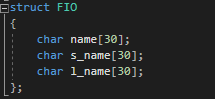 struct FIO
{
char name[30];
char s_name[30];
char l_name[30];
};